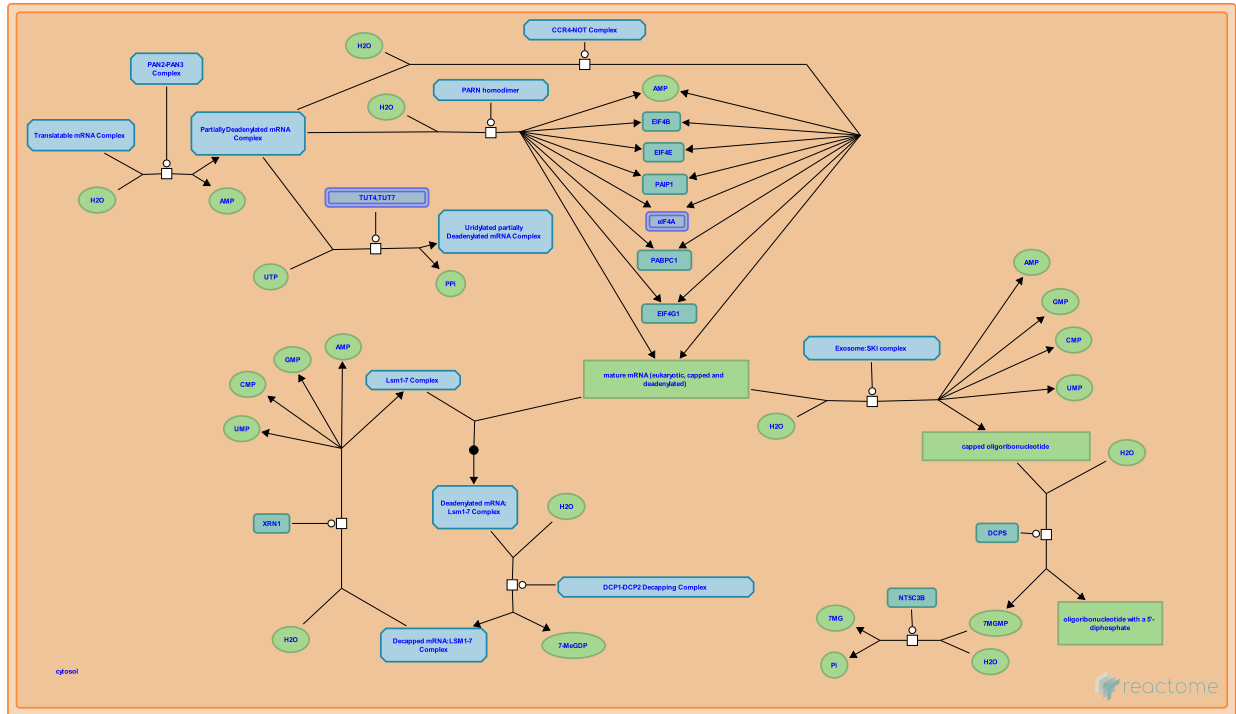 CCR4-NOT Complex
H2O
PAN2-PAN3
Complex
PARN homodimer
AMP
H2O
EIF4B
Translatable mRNA Complex
PartiallyDeadenylated mRNA
Complex
EIF4E
PAIP1
H2O
AMP
TUT4,TUT7
eIF4A
Uridylated partially
Deadenylated mRNA Complex
PABPC1
AMP
UTP
PPi
GMP
EIF4G1
CMP
AMP
GMP
Exosome:SKI complex
CMP
Lsm1-7 Complex
mature mRNA (eukaryotic, capped and
deadenylated)
UMP
UMP
H2O
capped oligoribonucleotide
H2O
Deadenylated mRNA:
Lsm1-7 Complex
H2O
XRN1
DCPS
DCP1-DCP2 Decapping Complex
NT5C3B
7MG
7MGMP
oligoribonucleotide with a 5'-
diphosphate
H2O
Decapped mRNA:LSM1-7
Complex
7-MeGDP
Pi
H2O
cytosol
reactome